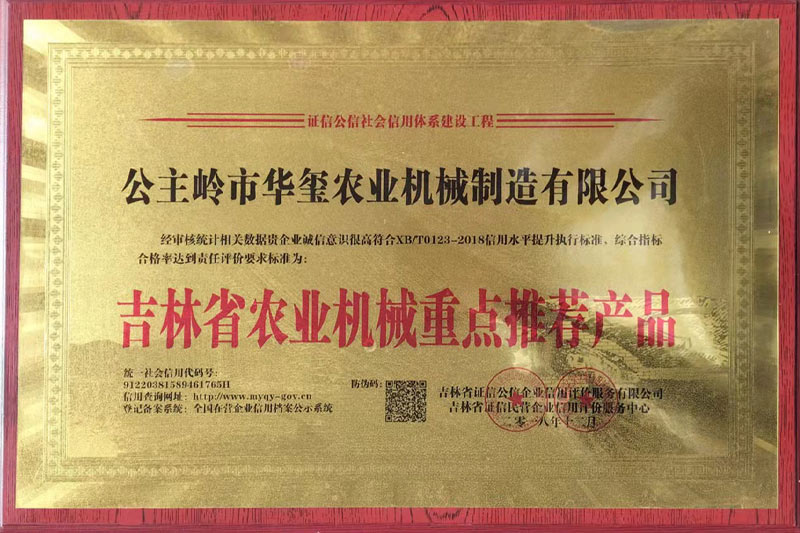 证信公信社会信用体系建设工程
公主岭市华玺农业机械制造有限公司
经审核统计相关数据贵企业诚信意识很高符合XB/T0123-2018信用水平提升执行标准，综合指标
合格率达到责任评价要求标准为：
吉林省农业机械重点推荐产品
统一社会信用代码号：
91220381589461765H
信用查询网址：http://www.myqy-gov.cn
登记备案系统：全国在营企业信用档案公示系统
防伪码：
吉林省证信公信企业信用评价服务有限公司
吉林省证信民营企业信用评价服务中心
二零一八年十二月